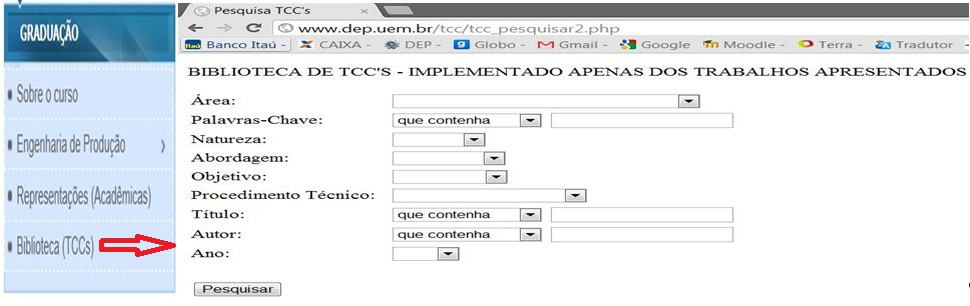 GRADUAÇÃO
• Sobre o curso
• Engenharia de Produção
• Representações (Acadêmicas)
• Biblioteca (TCCs)
Pesquisa TCC's
www.dep.uem.br/tcc/tcc_pesquisar2.php
Itaú Banco Itaú - CAIXA - DEP - Globo - Gmail - Google Moodle - Terra - Tradutor
BIBLIOTECA DE TCC'S - IMPLEMENTADO APENAS DOS TRABALHOS APRESENTADOS
Área:
Palavras-Chave: que contenha
Natureza:
Abordagem:
Objetivo:
Procedimento Técnico:
Título: que contenha
Autor: que contenha
Ano:
Pesquisar